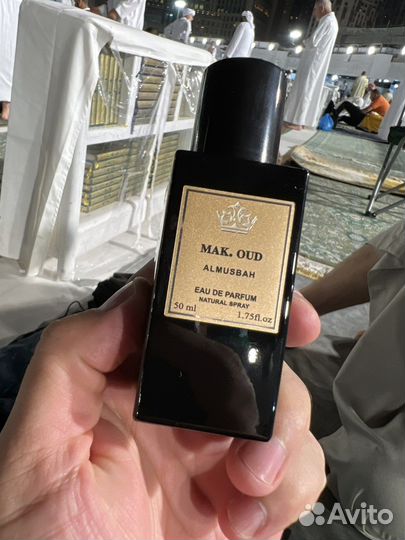 MAK. OUD
ALMUSBAH
EAU DE PARFUM
NATURAL SPRAY
50 ml 1.75fl.oz
Avito